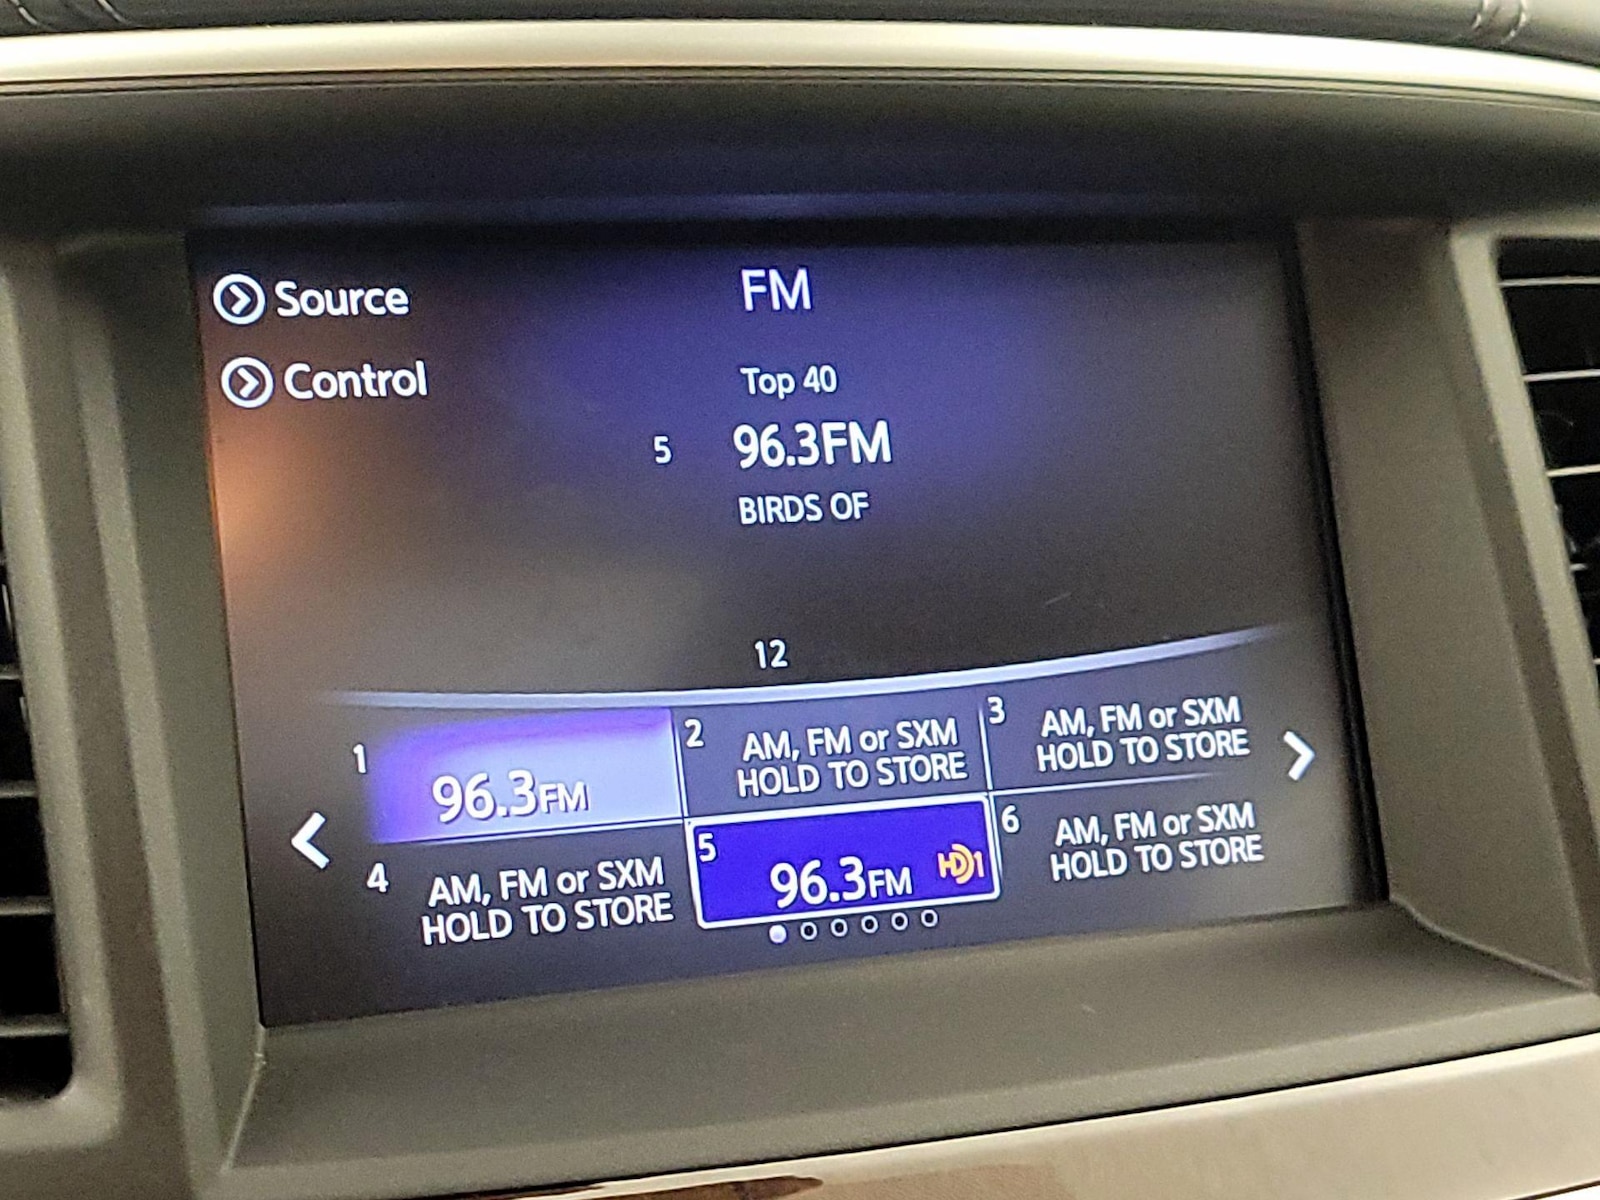 Source
FM
Control
Top 40
5
96.3FM
BIRDS OF
12
1
96.3FM
2
AM, FM or SXM
HOLD TO STORE
3
AM, FM or SXM
HOLD TO STORE
4
AM, FM or SXM
HOLD TO STORE
5
96.3FM HD1
6
AM, FM or SXM
HOLD TO STORE